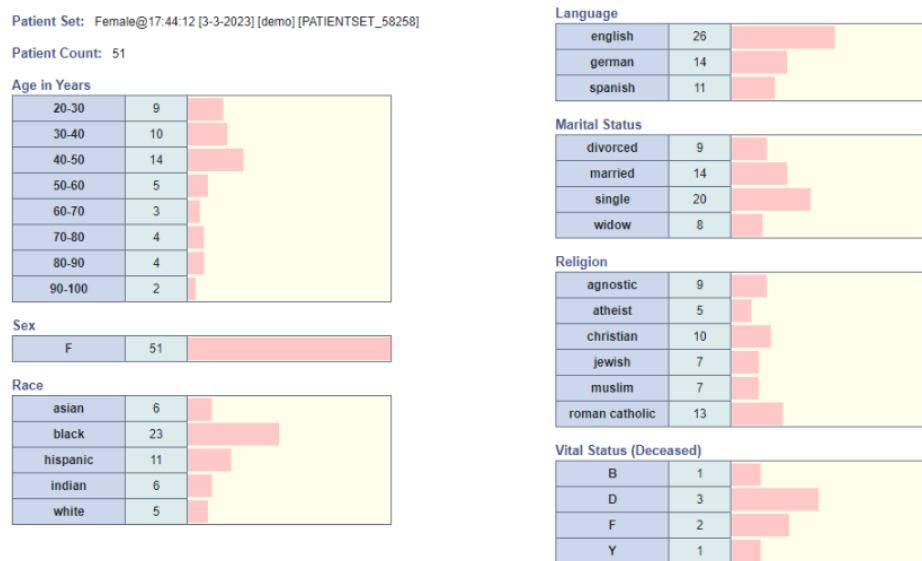 Patient Set: Female@17:44:12 [3-3-2023] [demo] [PATIENTSET_58258]
Patient Count: 51
Age in Years
20-30 9
30-40 10
40-50 14
50-60 5
60-70 3
70-80 4
80-90 4
90-100 2
Sex
F 51
Race
asian 6
black 23
hispanic 11
indian 6
white 5
Language
english 26
german 14
spanish 11
Marital Status
divorced 9
married 14
single 20
widow 8
Religion
agnostic 9
atheist 5
christian 10
jewish 7
muslim 7
roman catholic 13
Vital Status (Deceased)
B 1
D 3
F 2
Y 1